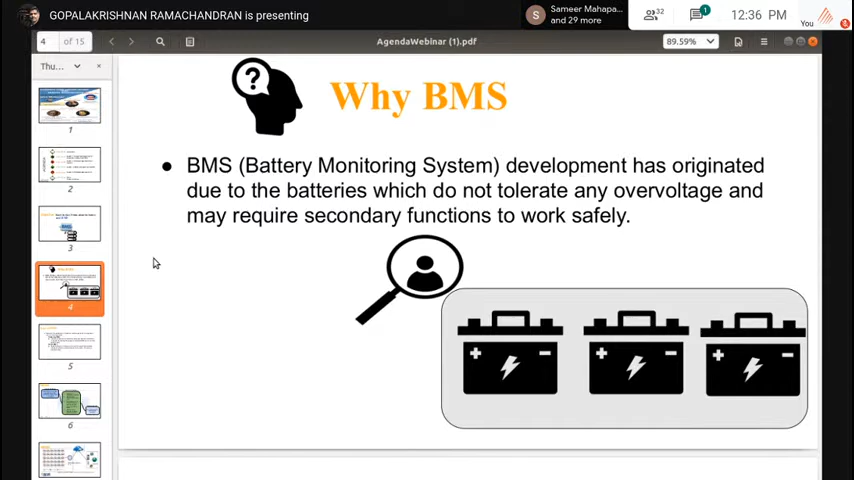 GOPALAKRISHNAN RAMACHANDRAN is presenting
S
Sameer Mahapa...
and 29 more
32
1
12:36 PM
You
4 of 15
AgendaWebinar (1).pdf
89.59%
Thu...
1
2
3
4
5
6
Why BMS
● BMS (Battery Monitoring System) development has originated
due to the batteries which do not tolerate any overvoltage and
may require secondary functions to work safely.